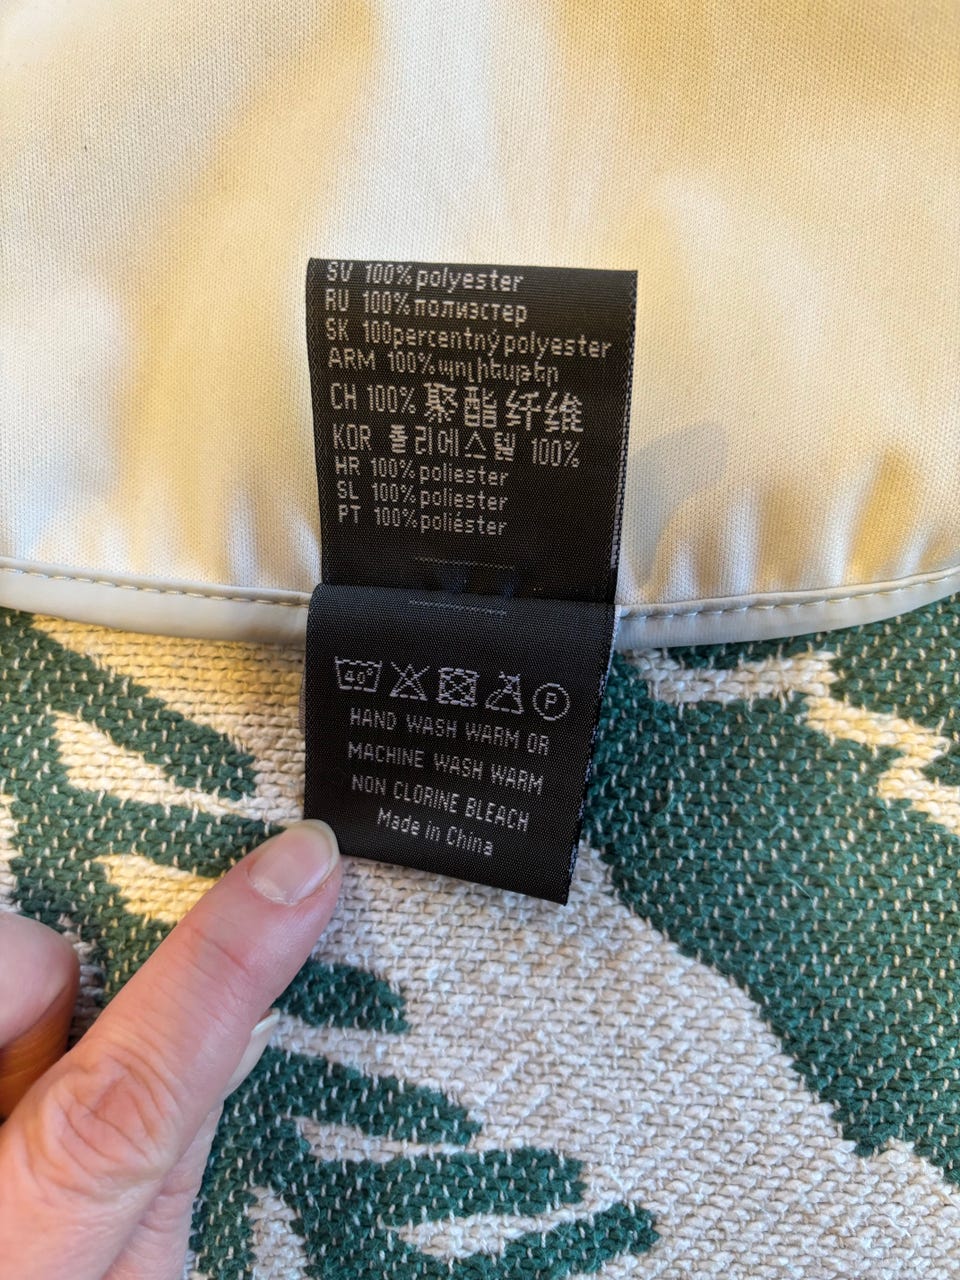 SV 100% polyester
RU 100% полиэстер
SK 100percentný polyester
ARM 100% պոլիեսթեր
CH 100% 聚酯纤维
KOR 폴리에스텔 100%
HR 100% poliester
SL 100% poliester
PT 100% poliéster
40°
P
HAND WASH WARM OR
MACHINE WASH WARM
NON CLORINE BLEACH
Made in China